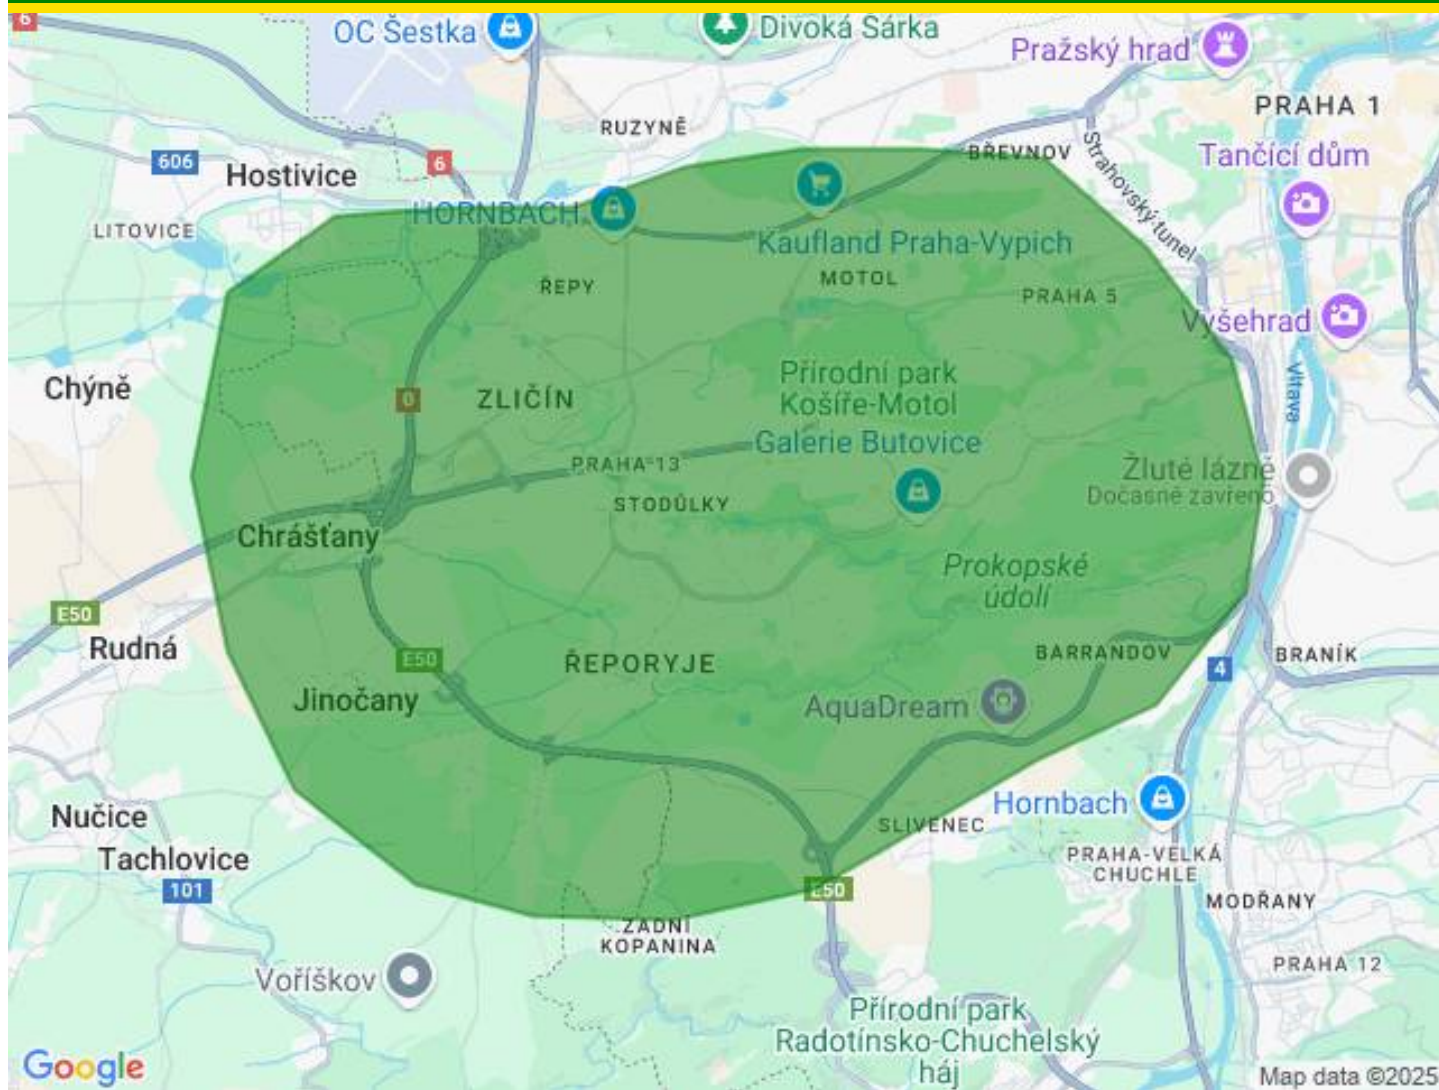 6
OC Šestka
Divoká Šárka
Pražský hrad
PRAHA 1
RUZYNĚ
606
6
Hostivice
BŘEVNOV
Strahovský tunel
Tančící dům
HORNBACH
LITOVICE
Kaufland Praha-Vypich
ŘEPY
MOTOL
PRAHA 5
Vyšehrad
Chýně
0
ZLIČÍN
Přírodní park
Košíře-Motol
Vltava
Galerie Butovice
PRAHA 13
STODŮLKY
Žluté lázně
Dočasně zavřeno
Chrášťany
Prokopské
údolí
E50
Rudná
E50
ŘEPORYJE
BARRANDOV
4
BRANÍK
Jinočany
AquaDream
Nučice
Hornbach
SLIVENEC
Tachlovice
101
PRAHA-VELKÁ
CHUCHLE
E50
MODŘANY
ZADNÍ
KOPANINA
PRAHA 12
Voříškov
Přírodní park
Radotínsko-Chuchelský
háj
Google
Map data ©2025